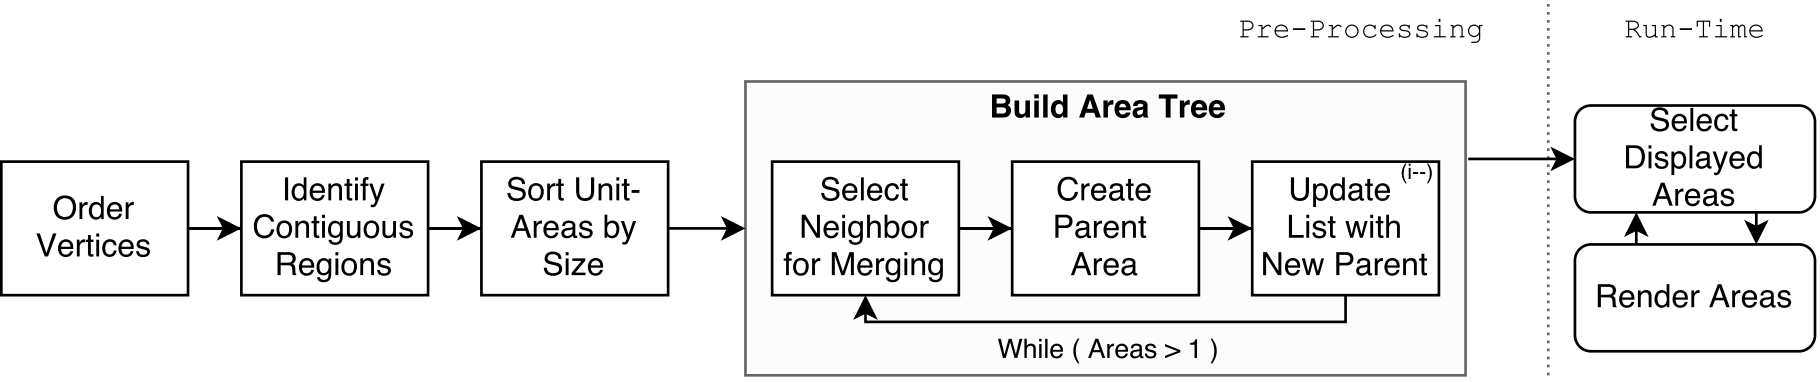 Pre-Processing
Run-Time
Build Area Tree
Order
Vertices
Identify
Contiguous
Regions
Sort Unit-
Areas by
Size
Select
Neighbor
for Merging
Create
Parent
Area
(i--)
Update
List with
New Parent
While ( Areas > 1 )
Select
Displayed
Areas
Render Areas